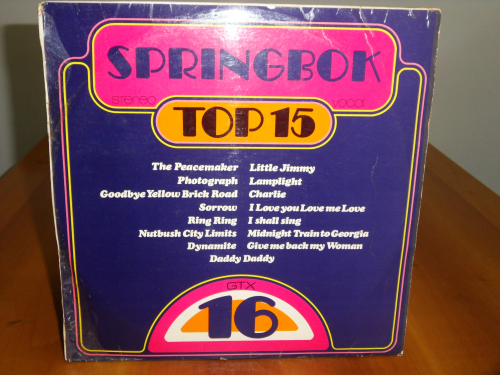 SPRINGBOK
stereo vocal
TOP 15
The Peacemaker Little Jimmy
Photograph Lamplight
Goodbye Yellow Brick Road Charlie
Sorrow I Love you Love me Love
Ring Ring I shall sing
Nutbush City Limits Midnight Train to Georgia
Dynamite Give me back my Woman
Daddy Daddy
GTX
16